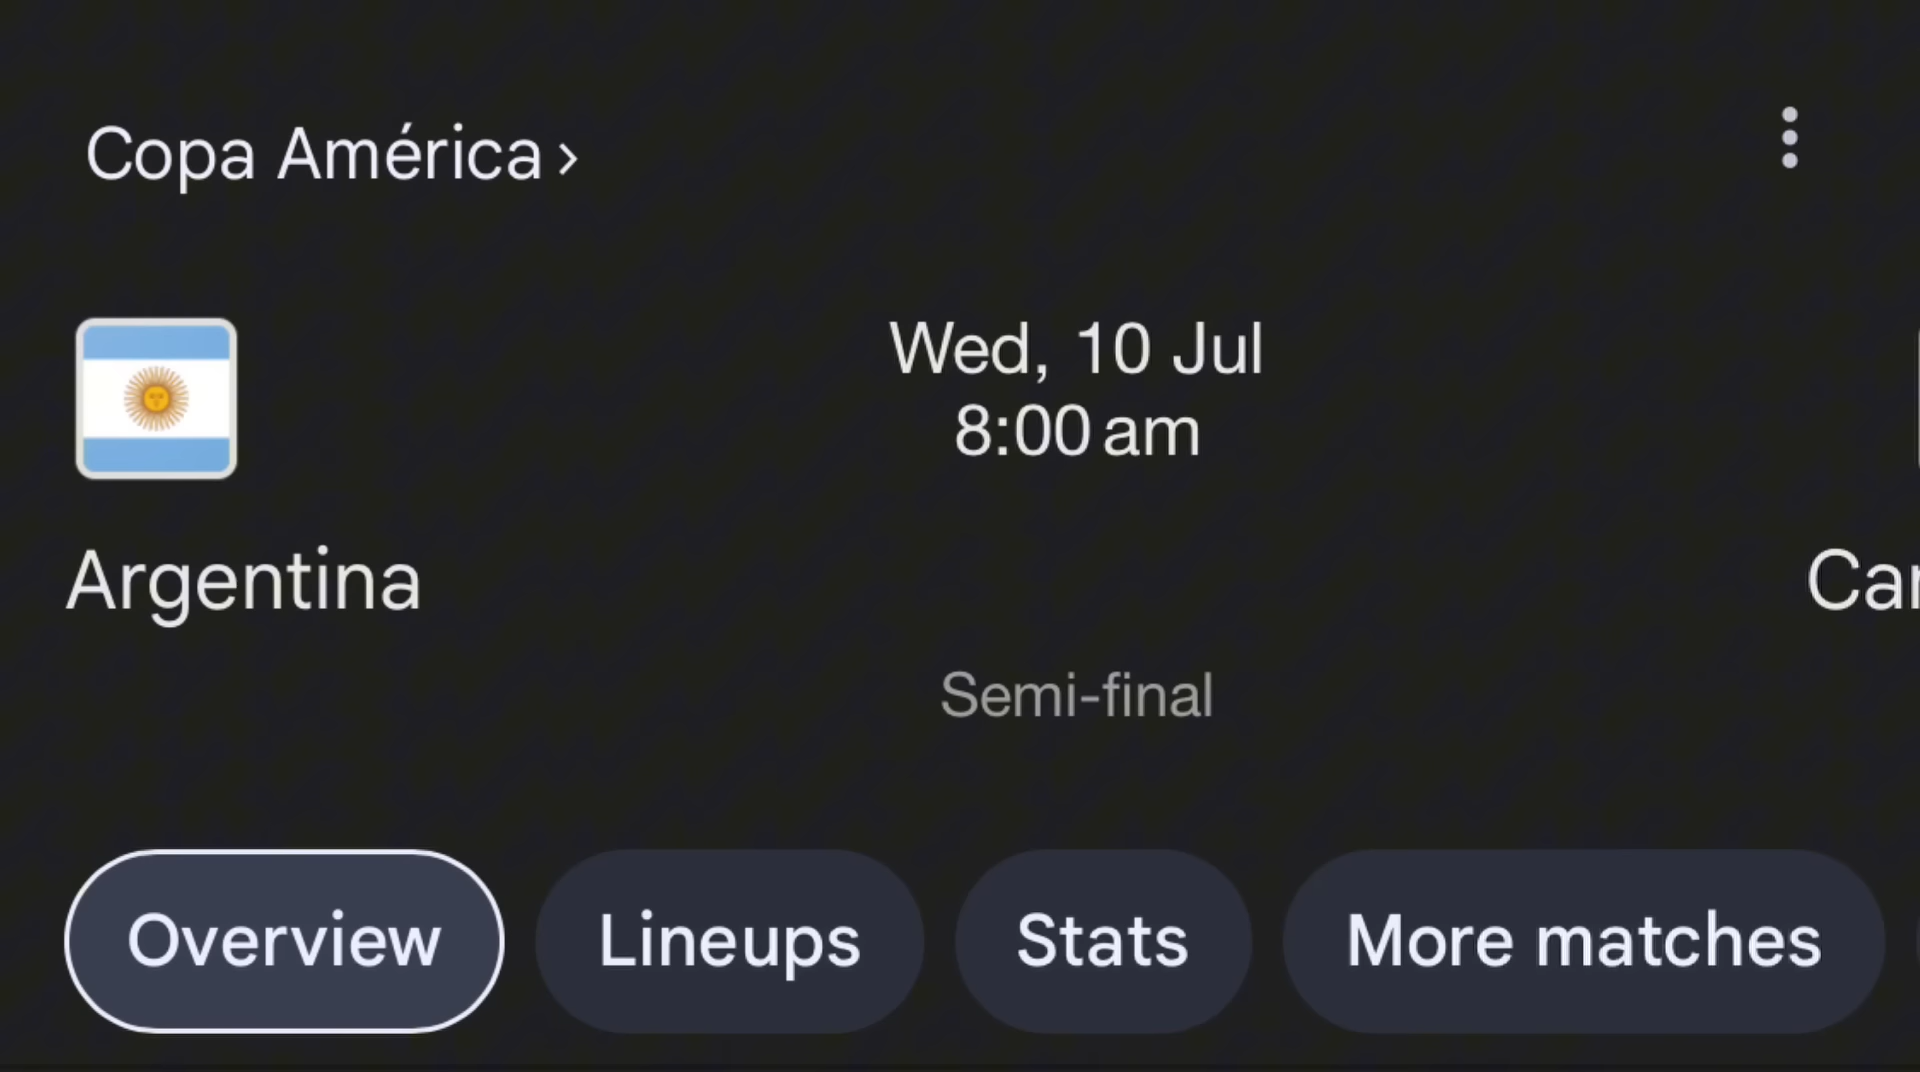 Copa América
Wed, 10 Jul
8:00 am
Argentina
Semi-final
Overview
Lineups
Stats
More matches